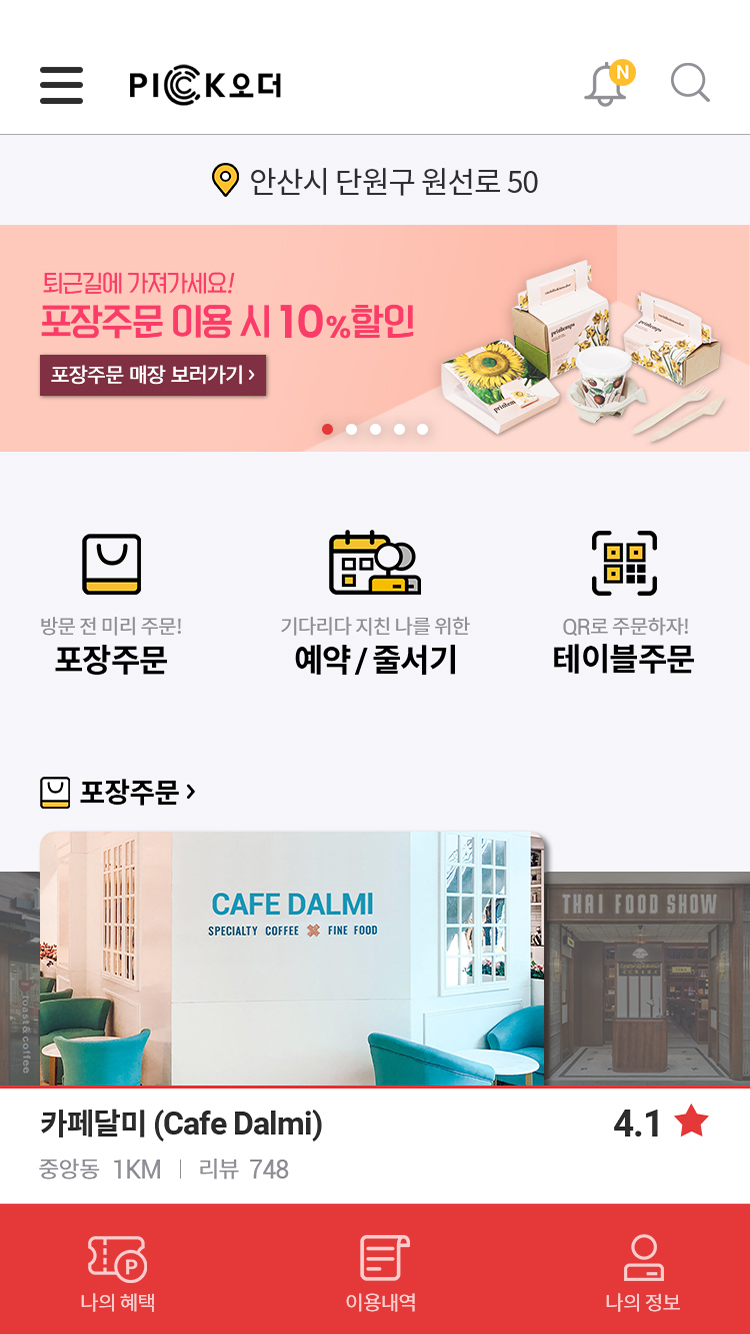 PICK오더
N
안산시 단원구 원선로 50
퇴근길에 가져가세요!
포장주문 이용 시 10%할인
포장주문 매장 보러가기 ›
방문 전 미리 주문!
포장주문
기다리다 지친 나를 위한
예약 / 줄서기
QR로 주문하자!
테이블주문
포장주문 ›
CAFE DALMI
SPECIALTY COFFEE FINE FOOD
THAI FOOD SHOW
toast & coffee
카페달미 (Cafe Dalmi)
4.1
중앙동 1KM | 리뷰 748
P
나의 혜택
이용내역
나의 정보